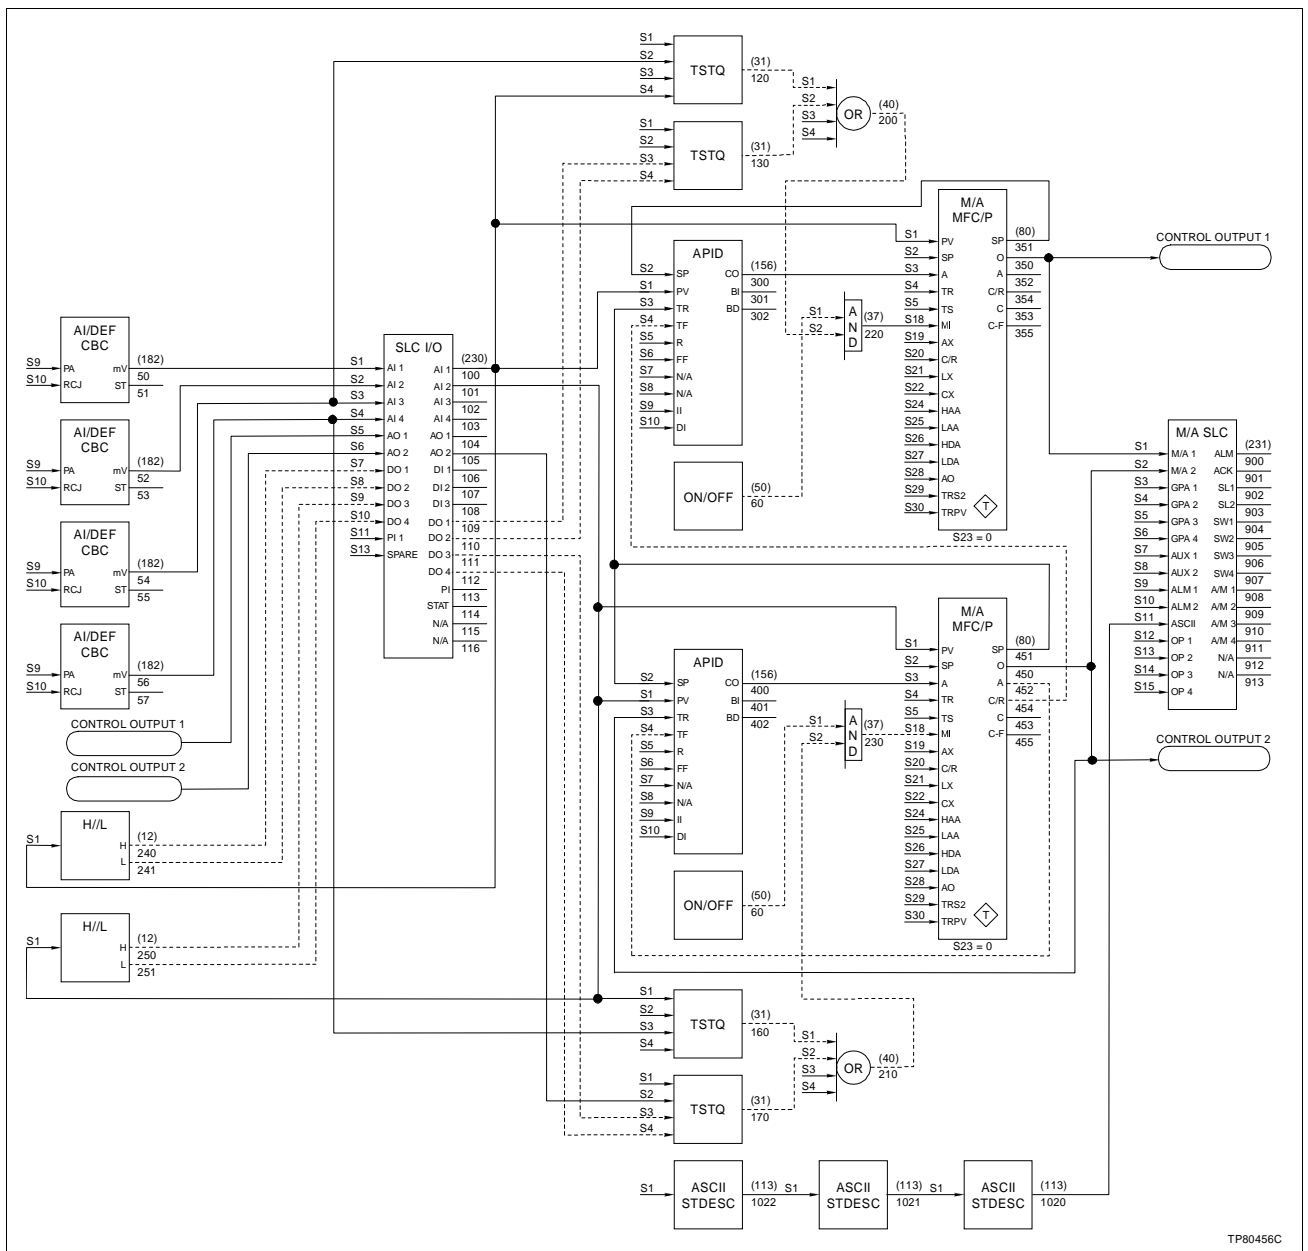 S1
S2
S3
S4
TSTQ
(31)
120
S1
S2
S3
S4
TSTQ
(31)
130
S1
S2
S3
S4
OR
(40)
200
S2
S1
S3
S4
S5
S6
S7
S8
S9
S10
APID
SP
PV
TR
TF
R
FF
N/A
N/A
II
DI
CO
BI
BD
(156)
300
301
302
ON/OFF
(50)
60
S1
S2
A
N
D
(37)
220
S1
S2
S3
S4
S5
S18
S19
S20
S21
S22
S24
S25
S26
S27
S28
S29
S30
M/A
MFC/P
PV
SP
A
TR
TS
MI
AX
C/R
LX
CX
HAA
LAA
HDA
LDA
AO
TRS2
TRPV
SP
O
A
C/R
C
C-F
T
(80)
351
350
352
354
353
355
S23 = 0
CONTROL OUTPUT 1
AI/DEF
CBC
S9
S10
PA
RCJ
mV
ST
(182)
50
51
AI/DEF
CBC
S9
S10
PA
RCJ
mV
ST
(182)
52
53
AI/DEF
CBC
S9
S10
PA
RCJ
mV
ST
(182)
54
55
AI/DEF
CBC
S9
S10
PA
RCJ
mV
ST
(182)
56
57
CONTROL OUTPUT 1
CONTROL OUTPUT 2
S1
H//L
H
L
(12)
240
241
S1
H//L
H
L
(12)
250
251
S1
S2
S3
S4
S5
S6
S7
S8
S9
S10
S11
S13
SLC I/O
AI 1
AI 2
AI 3
AI 4
AO 1
AO 2
DO 1
DO 2
DO 3
DO 4
PI 1
SPARE
AI 1
AI 2
AI 3
AI 4
AO 1
AO 2
DI 1
DI 2
DI 3
DO 1
DO 2
DO 3
DO 4
PI
STAT
N/A
N/A
(230)
100
101
102
103
104
105
106
107
108
109
110
111
112
113
114
115
116
S2
S1
S3
S4
S5
S6
S7
S8
S9
S10
APID
SP
PV
TR
TF
R
FF
N/A
N/A
II
DI
CO
BI
BD
(156)
400
401
402
ON/OFF
(50)
60
S1
S2
A
N
D
(37)
230
S1
S2
S3
S4
S5
S18
S19
S20
S21
S22
S24
S25
S26
S27
S28
S29
S30
M/A
MFC/P
PV
SP
A
TR
TS
MI
AX
C/R
LX
CX
HAA
LAA
HDA
LDA
AO
TRS2
TRPV
SP
O
A
C/R
C
C-F
T
(80)
451
450
452
454
453
455
S23 = 0
S1
S2
S3
S4
S5
S6
S7
S8
S9
S10
S11
S12
S13
S14
S15
M/A SLC
M/A 1
M/A 2
GPA 1
GPA 2
GPA 3
GPA 4
AUX 1
AUX 2
ALM 1
ALM 2
ASCII
OP 1
OP 2
OP 3
OP 4
ALM
ACK
SL1
SL2
SW1
SW2
SW3
SW4
A/M 1
A/M 2
A/M 3
A/M 4
N/A
N/A
(231)
900
901
902
903
904
905
906
907
908
909
910
911
912
913
CONTROL OUTPUT 2
S1
S2
S3
S4
TSTQ
(31)
160
S1
S2
S3
S4
TSTQ
(31)
170
S1
S2
S3
S4
OR
(40)
210
S1
ASCII
STDESC
(113)
1022
S1
ASCII
STDESC
(113)
1021
S1
ASCII
STDESC
(113)
1020
TP80456C